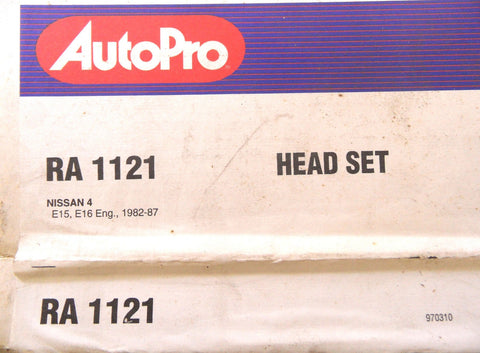 AutoPro
RA 1121 HEAD SET
NISSAN 4
E15, E16 Eng., 1982-87
RA 1121 970310